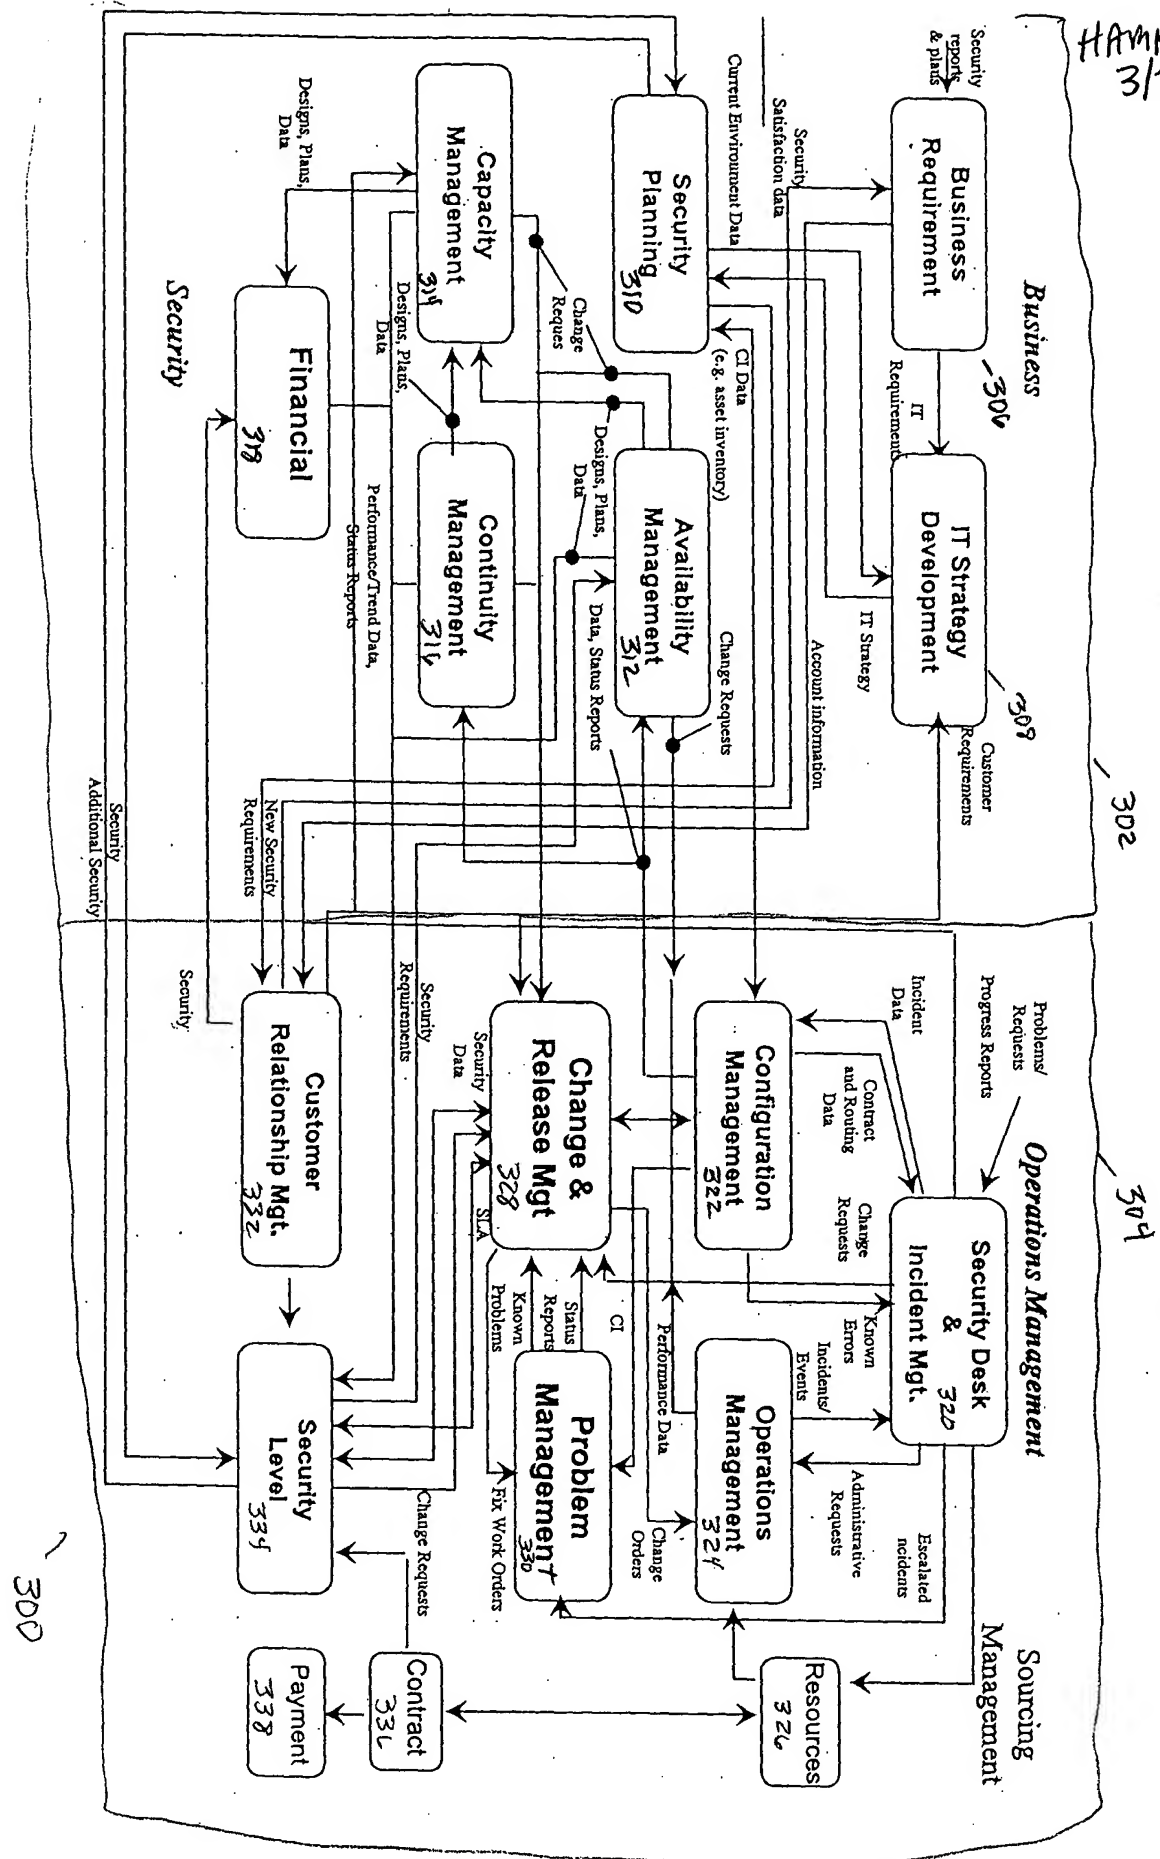 HAM
3/
Business
Operations Management
Sourcing
Management
302
304
Security
reports
& plans
Business
Requirement
306
IT
Requirements
IT Strategy
Development
308
Customer
Requirements
Problems/
Requests
Progress Reports
Security Desk
&
Incident Mgt.
320
Escalated
ncidents
Resources
326
Security
Satisfaction data
Current Environment Data
IT Strategy
Account information
Incident
Data
Contract
and Routing
Data
Change
Requests
Known
Errors
Incidents/
Events
Administrative
Requests
Security
Planning
310
CI Data
(e.g. asset inventory)
Availability
Management
312
Change Requests
Configuration
Management
322
Performance Data
Operations
Management
324
Change
Orders
Change
Reques
Designs, Plans,
Data
Data, Status Reports
CI
Capacity
Management
314
Designs, Plans,
Data
Continuity
Management
316
Change &
Release Mgt
328
Status
Reports
Known
Problems
Problem
Management
330
Fix Work Orders
Security
Data
SLA
Security
Requirements
Change Requests
Contract
336
Designs, Plans,
Data
Financial
318
Performance/Trend Data,
Status Reports
New Security
Requirements
Customer
Relationship Mgt.
332
Security
Level
334
Payment
338
Security
Security
Security
Additional Security
300